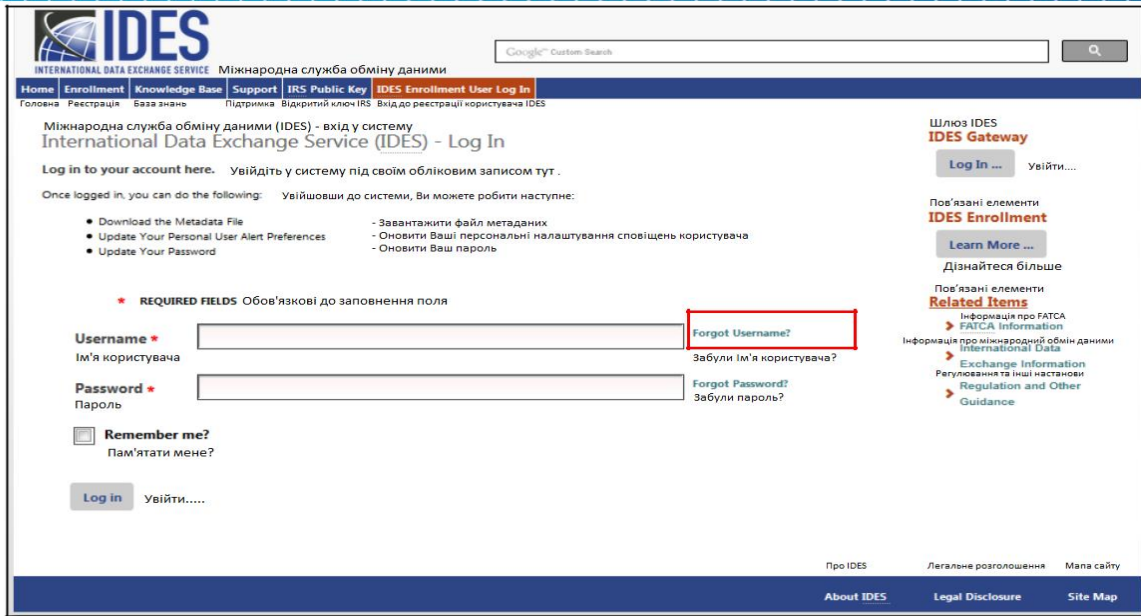 IDES
INTERNATIONAL DATA EXCHANGE SERVICE Міжнародна служба обміну даними
Google™ Custom Search
Home Enrollment Knowledge Base Support IRS Public Key IDES Enrollment User Log In
Головна Реєстрація База знань Підтримка Відкритий ключ IRS Вхід до реєстрації користувача IDES
Міжнародна служба обміну даними (IDES) - вхід у систему
International Data Exchange Service (IDES) - Log In
Log in to your account here. Увійдіть у систему під своїм обліковим записом тут .
Once logged in, you can do the following: Увійшовши до системи, Ви можете робити наступне:
Download the Metadata File - Завантажити файл метаданих
Update Your Personal User Alert Preferences - Оновити Ваші персональні налаштування сповіщень користувача
Update Your Password - Оновити Ваш пароль
* REQUIRED FIELDS Обов'язкові до заповнення поля
Username * Forgot Username?
Ім'я користувача Забули Ім'я користувача?
Password * Forgot Password?
Пароль Забули пароль?
Remember me?
Пам'ятати мене?
Log in Увійти.....
Шлюз IDES
IDES Gateway
Log In ... Увійти....
Пов’язані елементи
IDES Enrollment
Learn More ...
Дізнайтеся більше
Пов’язані елементи
Related Items
Інформація про FATCA
FATCA Information
Інформація про міжнародний обмін даними
International Data
Exchange Information
Регулювання та інші настанови
Regulation and Other
Guidance
Про IDES Легальне розголошення Мапа сайту
About IDES Legal Disclosure Site Map